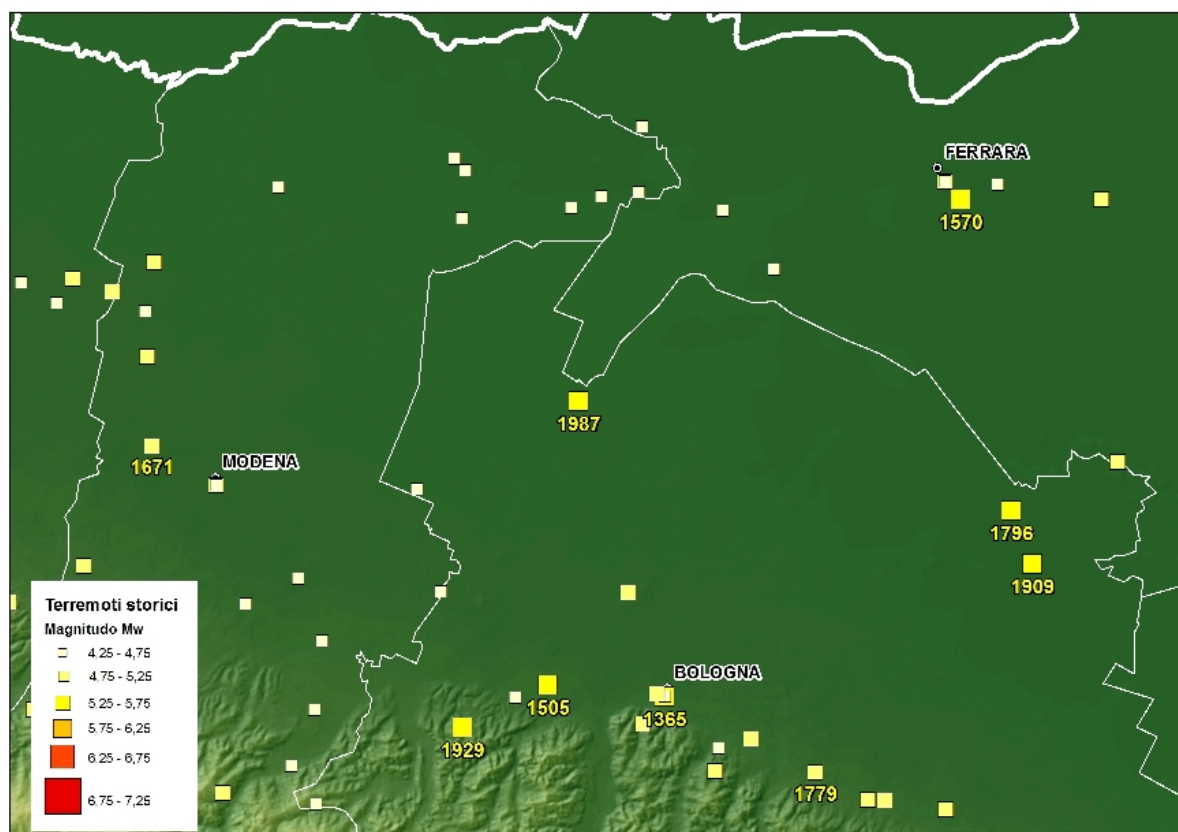 FERRARA
1570
1987
1671
MODENA
1796
1909
Terremoti storici
Magnitudo Mw
4,25 - 4,75
4,75 - 5,25
5,25 - 5,75
5,75 - 6,25
6,25 - 6,75
6,75 - 7,25
BOLOGNA
1505
1365
1929
1779